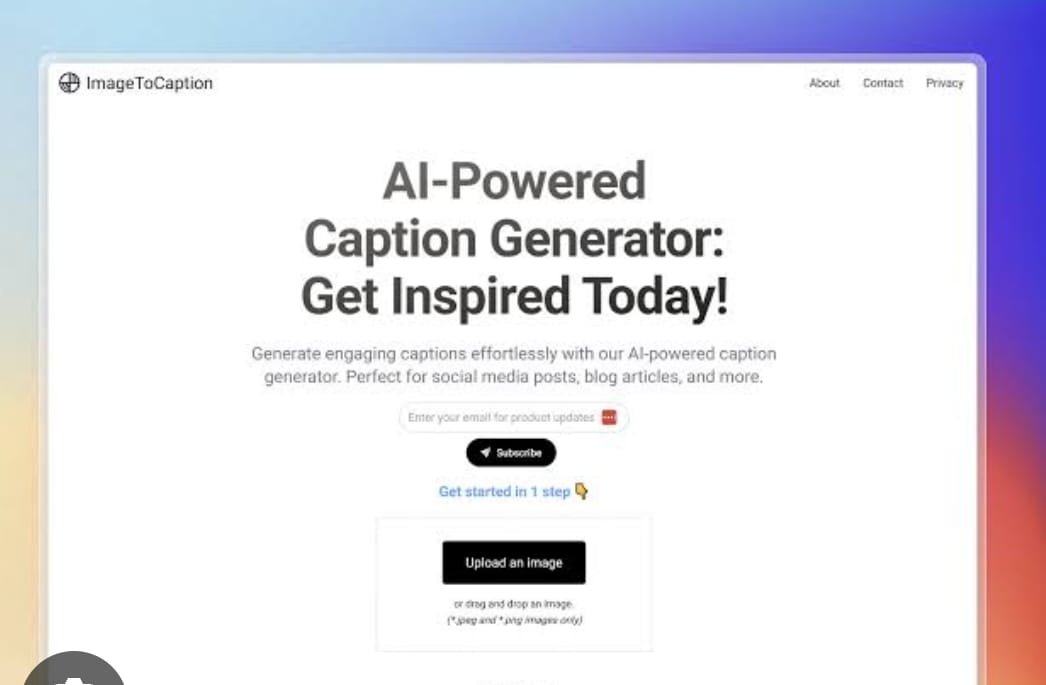 ImageToCaption
About Contact Privacy
AI-Powered
Caption Generator:
Get Inspired Today!
Generate engaging captions effortlessly with our AI-powered caption
generator. Perfect for social media posts, blog articles, and more.
Enter your email for product updates
Subscribe
Get started in 1 step 👇
Upload an image
or drag and drop an image.
(*.jpeg and *.png images only)